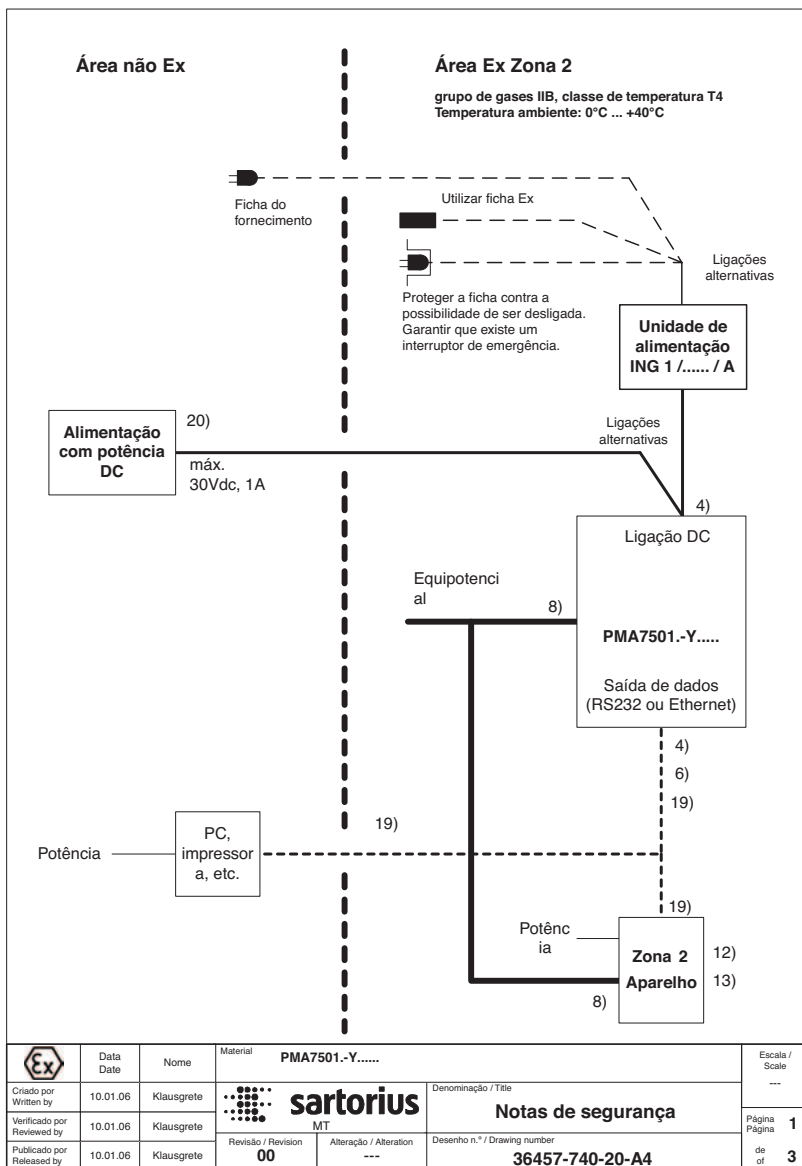 Área não Ex
Área Ex Zona 2
grupo de gases IIB, classe de temperatura T4
Temperatura ambiente: 0°C ... +40°C
Ficha do
fornecimento
Utilizar ficha Ex
Ligações
alternativas
Proteger a ficha contra a
possibilidade de ser desligada.
Garantir que existe um
interruptor de emergência.
Unidade de
alimentação
ING 1 /...... / A
Alimentação
com potência
DC
20)
máx.
30Vdc, 1A
Ligações
alternativas
4)
Ligação DC
Equipotenci
al
8)
PMA7501.-Y.....
Saída de dados
(RS232 ou Ethernet)
4)
6)
19)
Potência
PC,
impressor
a, etc.
19)
19)
Potênc
ia
Zona 2
Aparelho
12)
13)
8)
Ex
Data
Date
Nome
Material
PMA7501.-Y......
Escala /
Scale
---
Criado por
Written by
10.01.06
Klausgrete
sartorius
MT
Denominação / Title
Notas de segurança
Verificado por
Reviewed by
10.01.06
Klausgrete
Página
Página
1
Publicado por
Released by
10.01.06
Klausgrete
Revisão / Revision
00
Alteração / Alteration
---
Desenho n.º / Drawing number
36457-740-20-A4
de
of
3